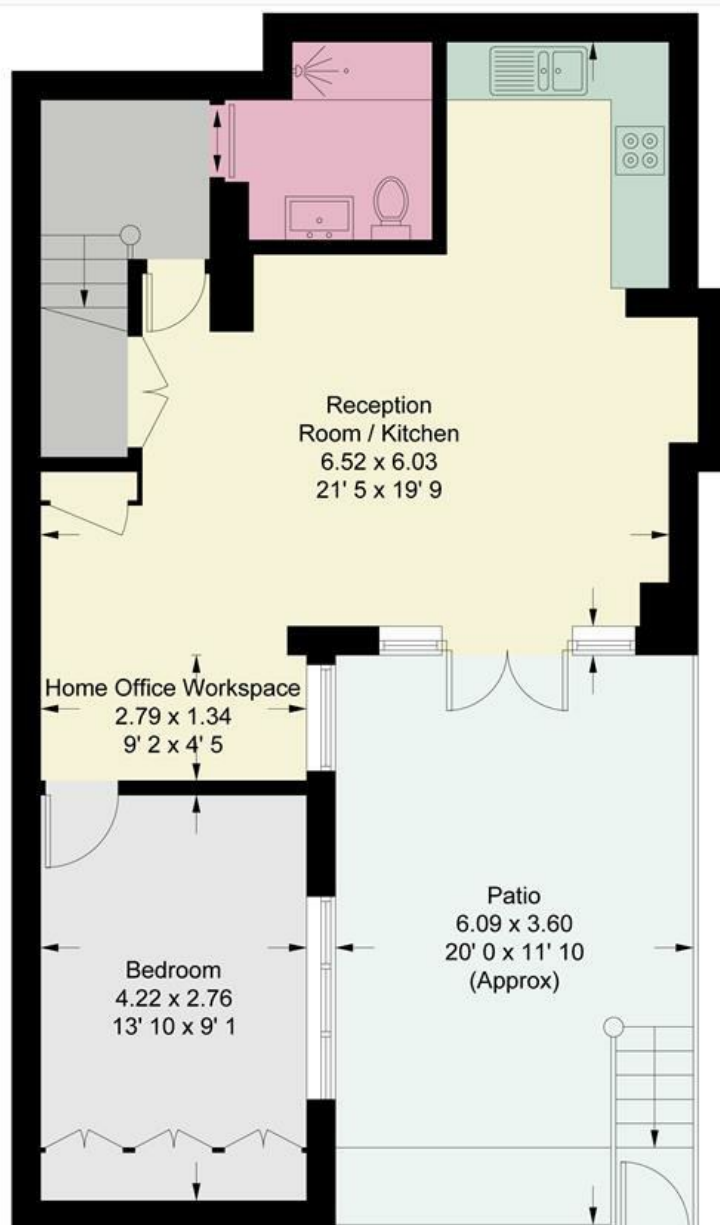 Reception
Room / Kitchen
6.52 x 6.03
21' 5 x 19' 9
Home Office Workspace
2.79 x 1.34
9' 2 x 4' 5
Patio
6.09 x 3.60
20' 0 x 11' 10
(Approx)
Bedroom
4.22 x 2.76
13' 10 x 9' 1